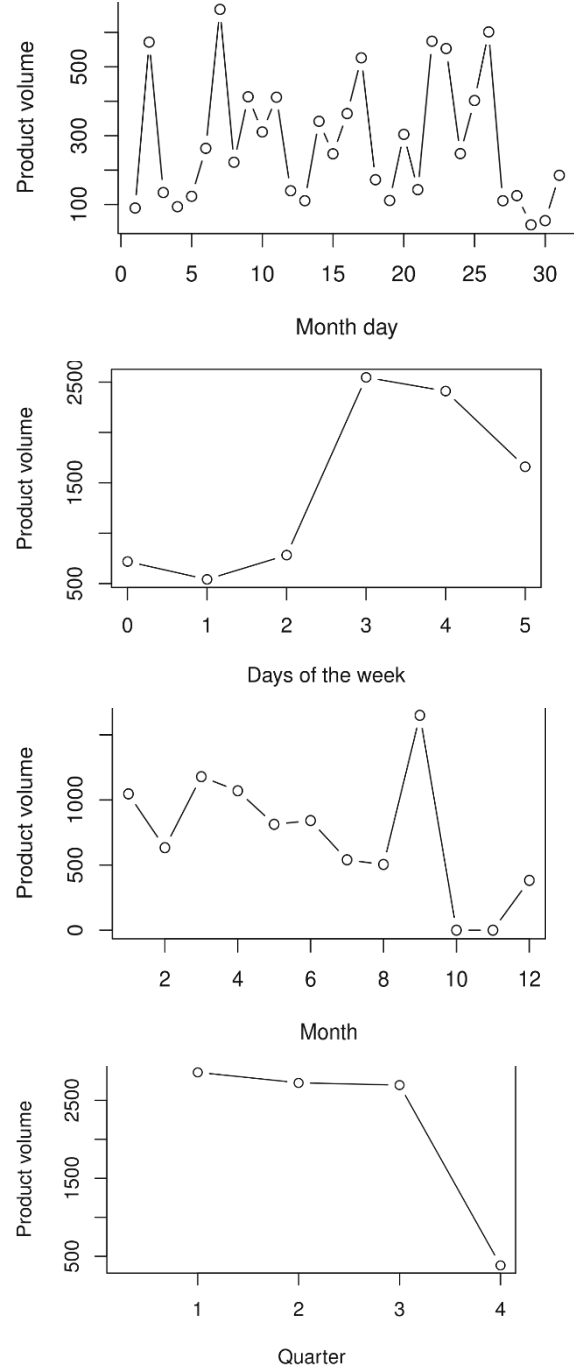 Product volume
500
300
100
0 5 10 15 20 25 30
Month day
Product volume
2500
1500
500
0 1 2 3 4 5
Days of the week
Product volume
1000
500
0
2 4 6 8 10 12
Month
Product volume
2500
1500
500
1 2 3 4
Quarter